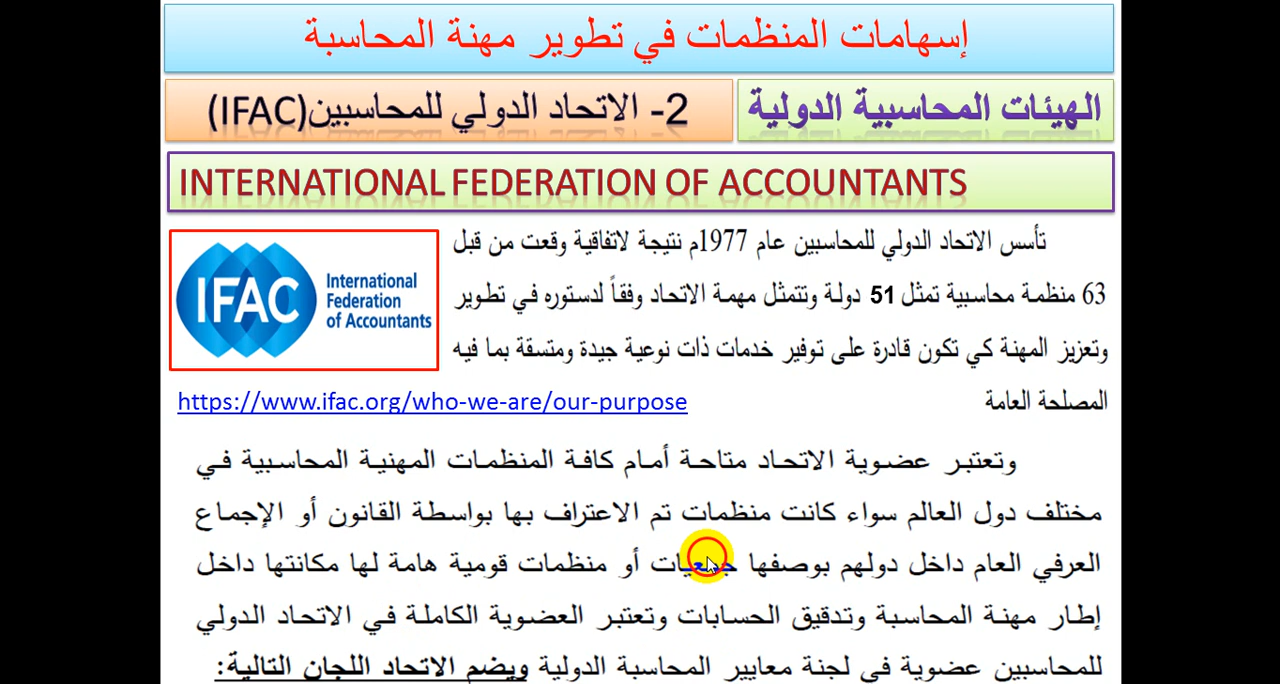 إسهامات المنظمات في تطوير مهنة المحاسبة
الهيئات المحاسبية الدولية
2- الاتحاد الدولي للمحاسبين(IFAC)
INTERNATIONAL FEDERATION OF ACCOUNTANTS
تأسس الاتحاد الدولي للمحاسبين عام 1977م نتيجة لاتفاقية وقعت من قبل
63 منظمة محاسبية تمثل 51 دولة وتتمثل مهمة الاتحاد وفقاً لدستوره في تطوير
وتعزيز المهنة كي تكون قادرة على توفير خدمات ذات نوعية جيدة ومتسقة بما فيه
المصلحة العامة
IFAC
International
Federation
of Accountants
https://www.ifac.org/who-we-are/our-purpose
وتعتبر عضوية الاتحاد متاحة أمام كافة المنظمات المهنية المحاسبية في
مختلف دول العالم سواء كانت منظمات تم الاعتراف بها بواسطة القانون أو الإجماع
العرفي العام داخل دولهم بوصفها جمعيات أو منظمات قومية هامة لها مكانتها داخل
إطار مهنة المحاسبة وتدقيق الحسابات وتعتبر العضوية الكاملة في الاتحاد الدولي
للمحاسبين عضوية في لجنة معايير المحاسبة الدولية ويضم الاتحاد اللجان التالية: